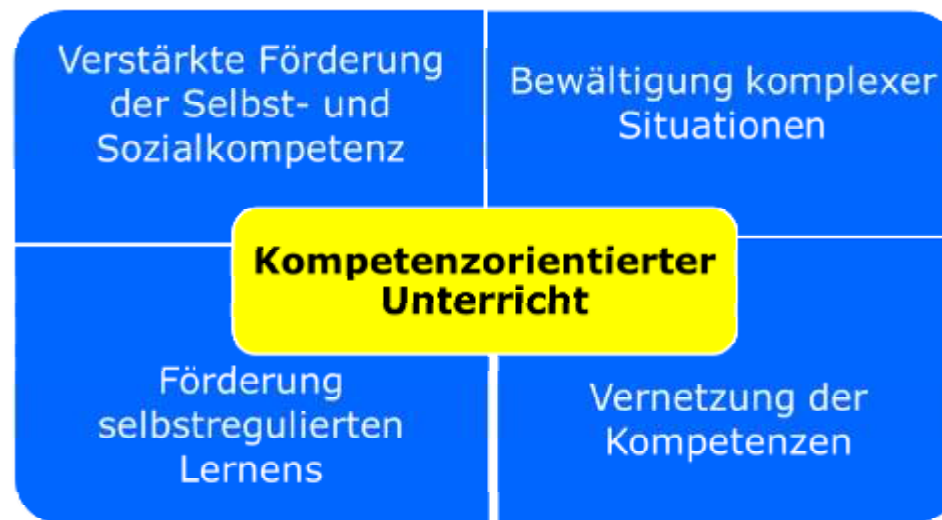 Verstärkte Förderung
der Selbst- und
Sozialkompetenz
Bewältigung komplexer
Situationen
Kompetenzorientierter
Unterricht
Förderung
selbstregulierten
Lernens
Vernetzung der
Kompetenzen